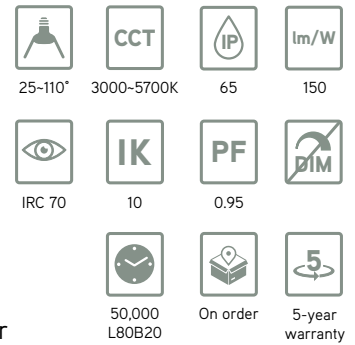 CCT
IP
lm/W
25~110˚
3000~5700K
65
150
IK
PF
DIM
IRC 70
10
0.95
5
50,000
L80B20
On order
5-year
warranty
r